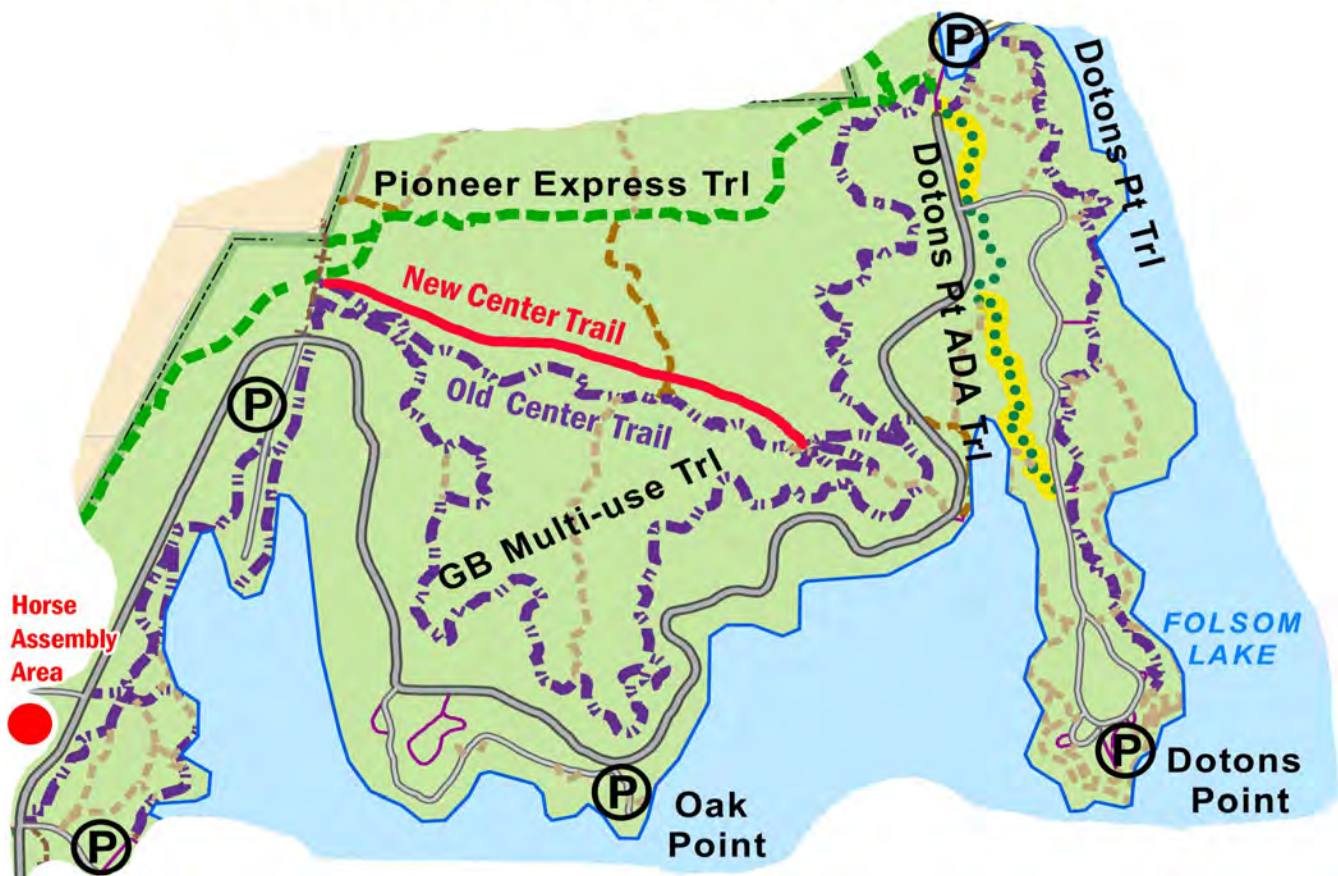 P
Dotons Pt Trl
Pioneer Express Trl
Dotons Pt ADA Trl
New Center Trail
Old Center Trail
P
GB Multi-use Trl
Horse
Assembly
Area
FOLSOM
LAKE
P
Oak
Point
P
Dotons
Point
P